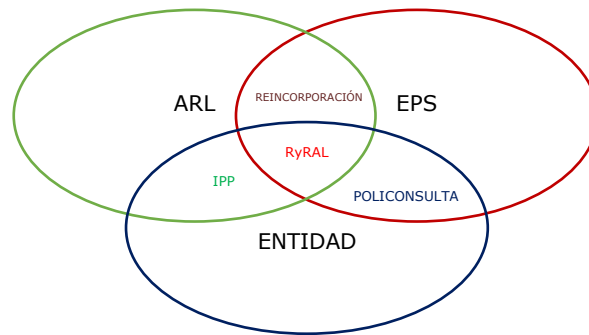 REINCORPORACIÓN
ARL
EPS
RyRAL
IPP
POLICONSULTA
ENTIDAD